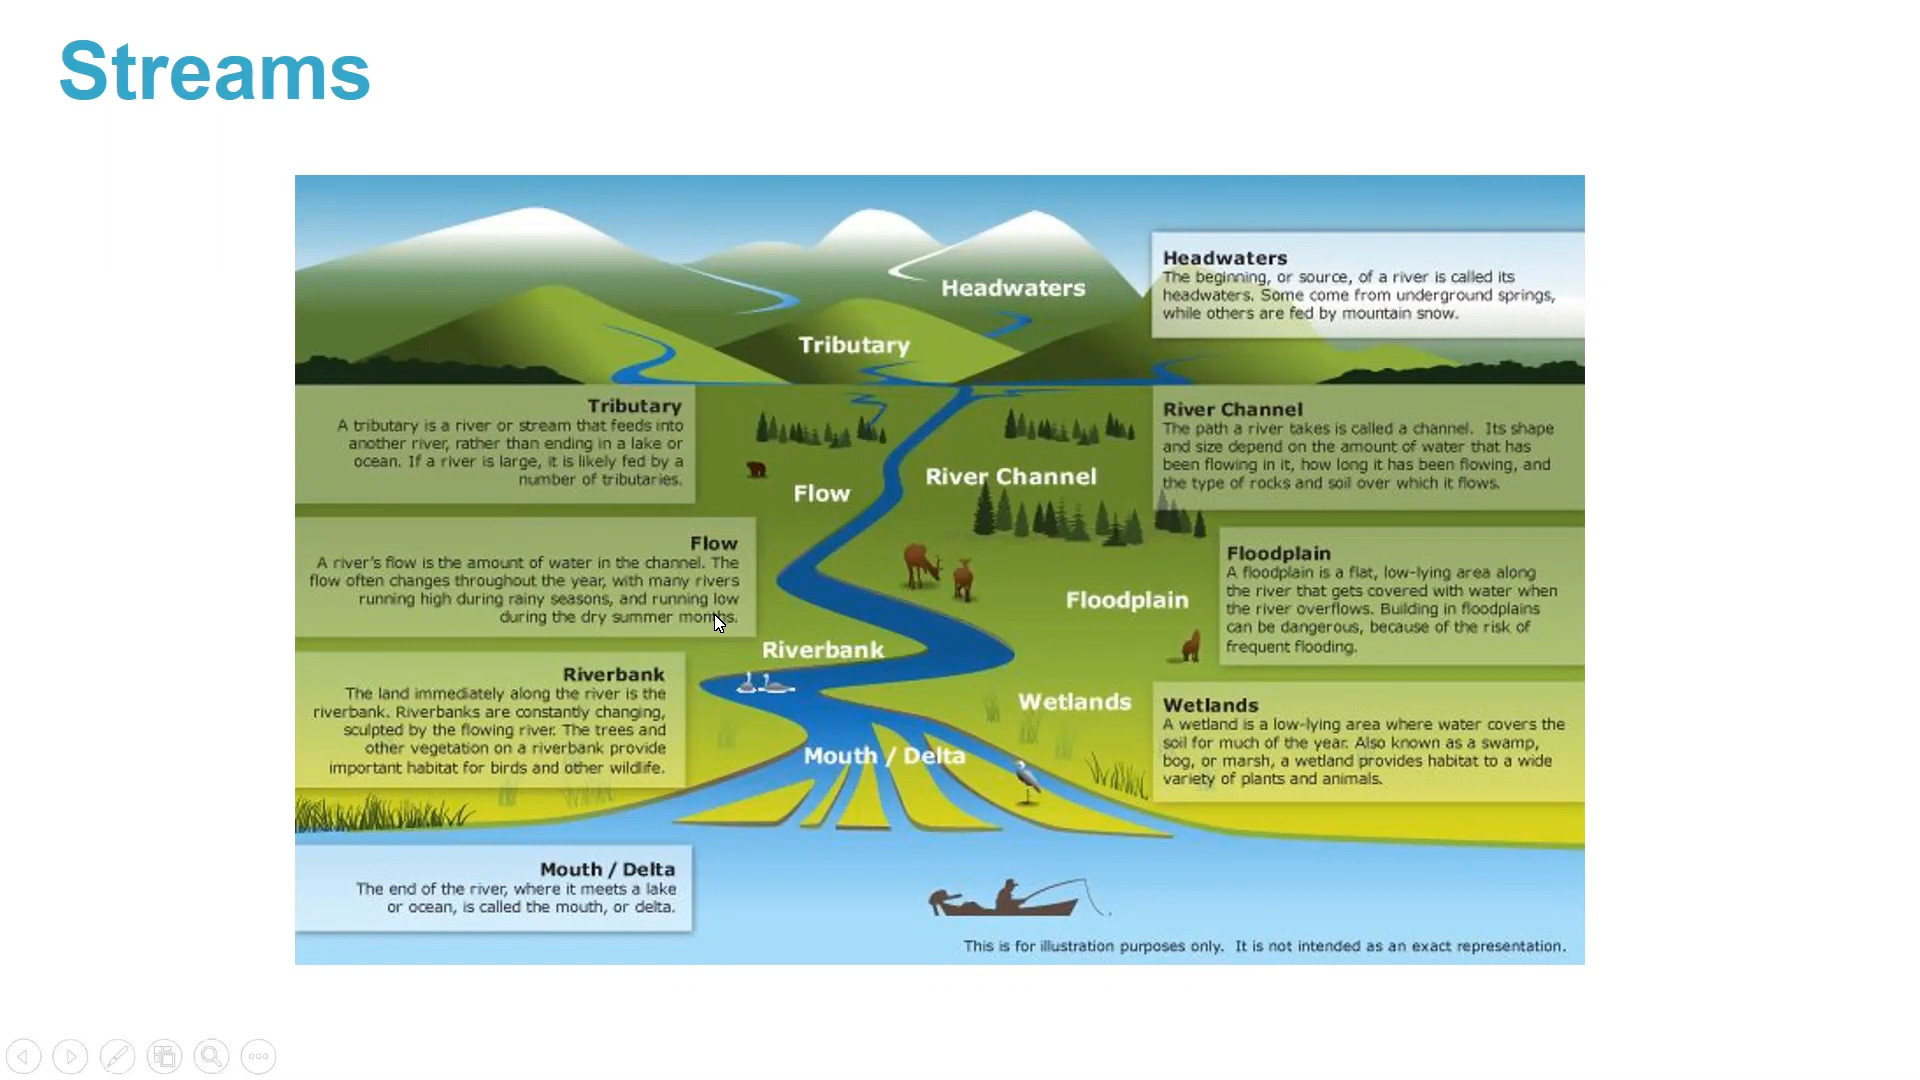 Streams
Headwaters
Tributary
Headwaters
The beginning, or source, of a river is called its
headwaters. Some come from underground springs,
while others are fed by mountain snow.
Tributary
A tributary is a river or stream that feeds into
another river, rather than ending in a lake or
ocean. If a river is large, it is likely fed by a
number of tributaries.
River Channel
The path a river takes is called a channel. Its shape
and size depend on the amount of water that has
been flowing in it, how long it has been flowing, and
the type of rocks and soil over which it flows.
River Channel
Flow
Flow
A river's flow is the amount of water in the channel. The
flow often changes throughout the year, with many rivers
running high during rainy seasons, and running low
during the dry summer months.
Floodplain
Floodplain
A floodplain is a flat, low-lying area along
the river that gets covered with water when
the river overflows. Building in floodplains
can be dangerous, because of the risk of
frequent flooding.
Riverbank
Riverbank
The land immediately along the river is the
riverbank. Riverbanks are constantly changing,
sculpted by the flowing river. The trees and
other vegetation on a riverbank provide
important habitat for birds and other wildlife.
Wetlands
Wetlands
A wetland is a low-lying area where water covers the
soil for much of the year. Also known as a swamp,
bog, or marsh, a wetland provides habitat to a wide
variety of plants and animals.
Mouth / Delta
Mouth / Delta
The end of the river, where it meets a lake
or ocean, is called the mouth, or delta.
This is for illustration purposes only. It is not intended as an exact representation.